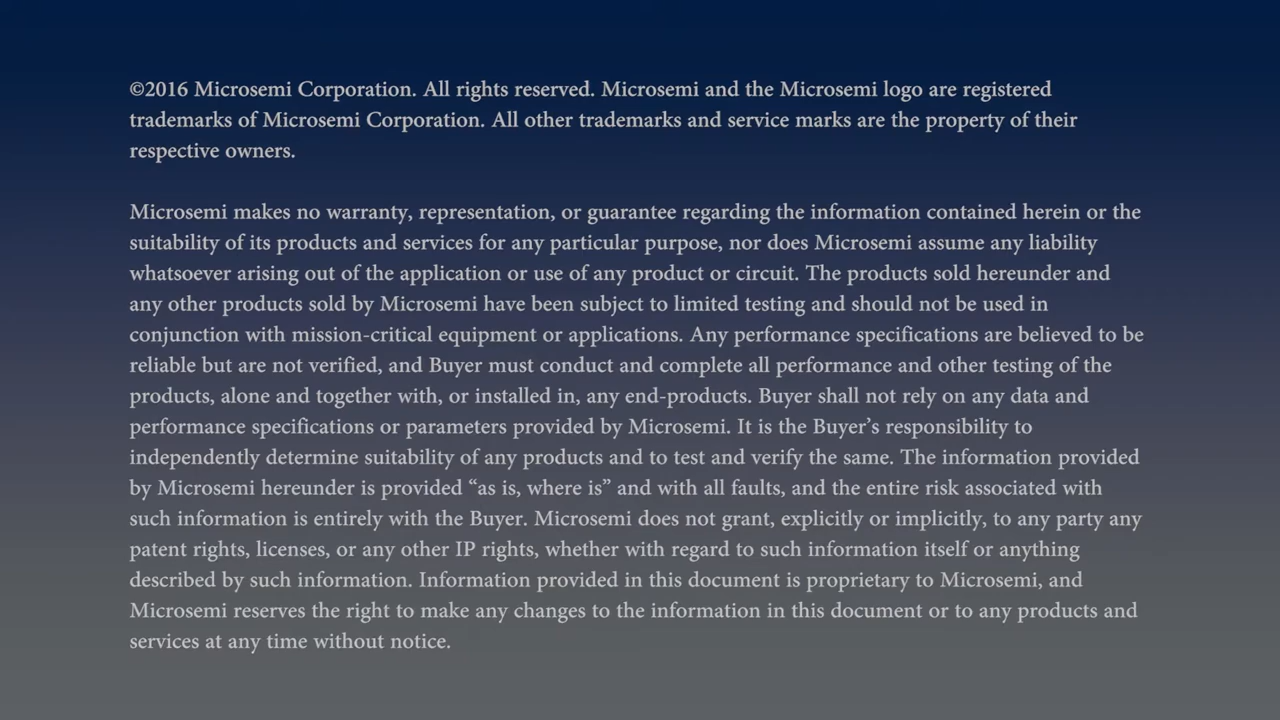 ©2016 Microsemi Corporation. All rights reserved. Microsemi and the Microsemi logo are registered
trademarks of Microsemi Corporation. All other trademarks and service marks are the property of their
respective owners.
Microsemi makes no warranty, representation, or guarantee regarding the information contained herein or the
suitability of its products and services for any particular purpose, nor does Microsemi assume any liability
whatsoever arising out of the application or use of any product or circuit. The products sold hereunder and
any other products sold by Microsemi have been subject to limited testing and should not be used in
conjunction with mission-critical equipment or applications. Any performance specifications are believed to be
reliable but are not verified, and Buyer must conduct and complete all performance and other testing of the
products, alone and together with, or installed in, any end-products. Buyer shall not rely on any data and
performance specifications or parameters provided by Microsemi. It is the Buyer’s responsibility to
independently determine suitability of any products and to test and verify the same. The information provided
by Microsemi hereunder is provided “as is, where is” and with all faults, and the entire risk associated with
such information is entirely with the Buyer. Microsemi does not grant, explicitly or implicitly, to any party any
patent rights, licenses, or any other IP rights, whether with regard to such information itself or anything
described by such information. Information provided in this document is proprietary to Microsemi, and
Microsemi reserves the right to make any changes to the information in this document or to any products and
services at any time without notice.